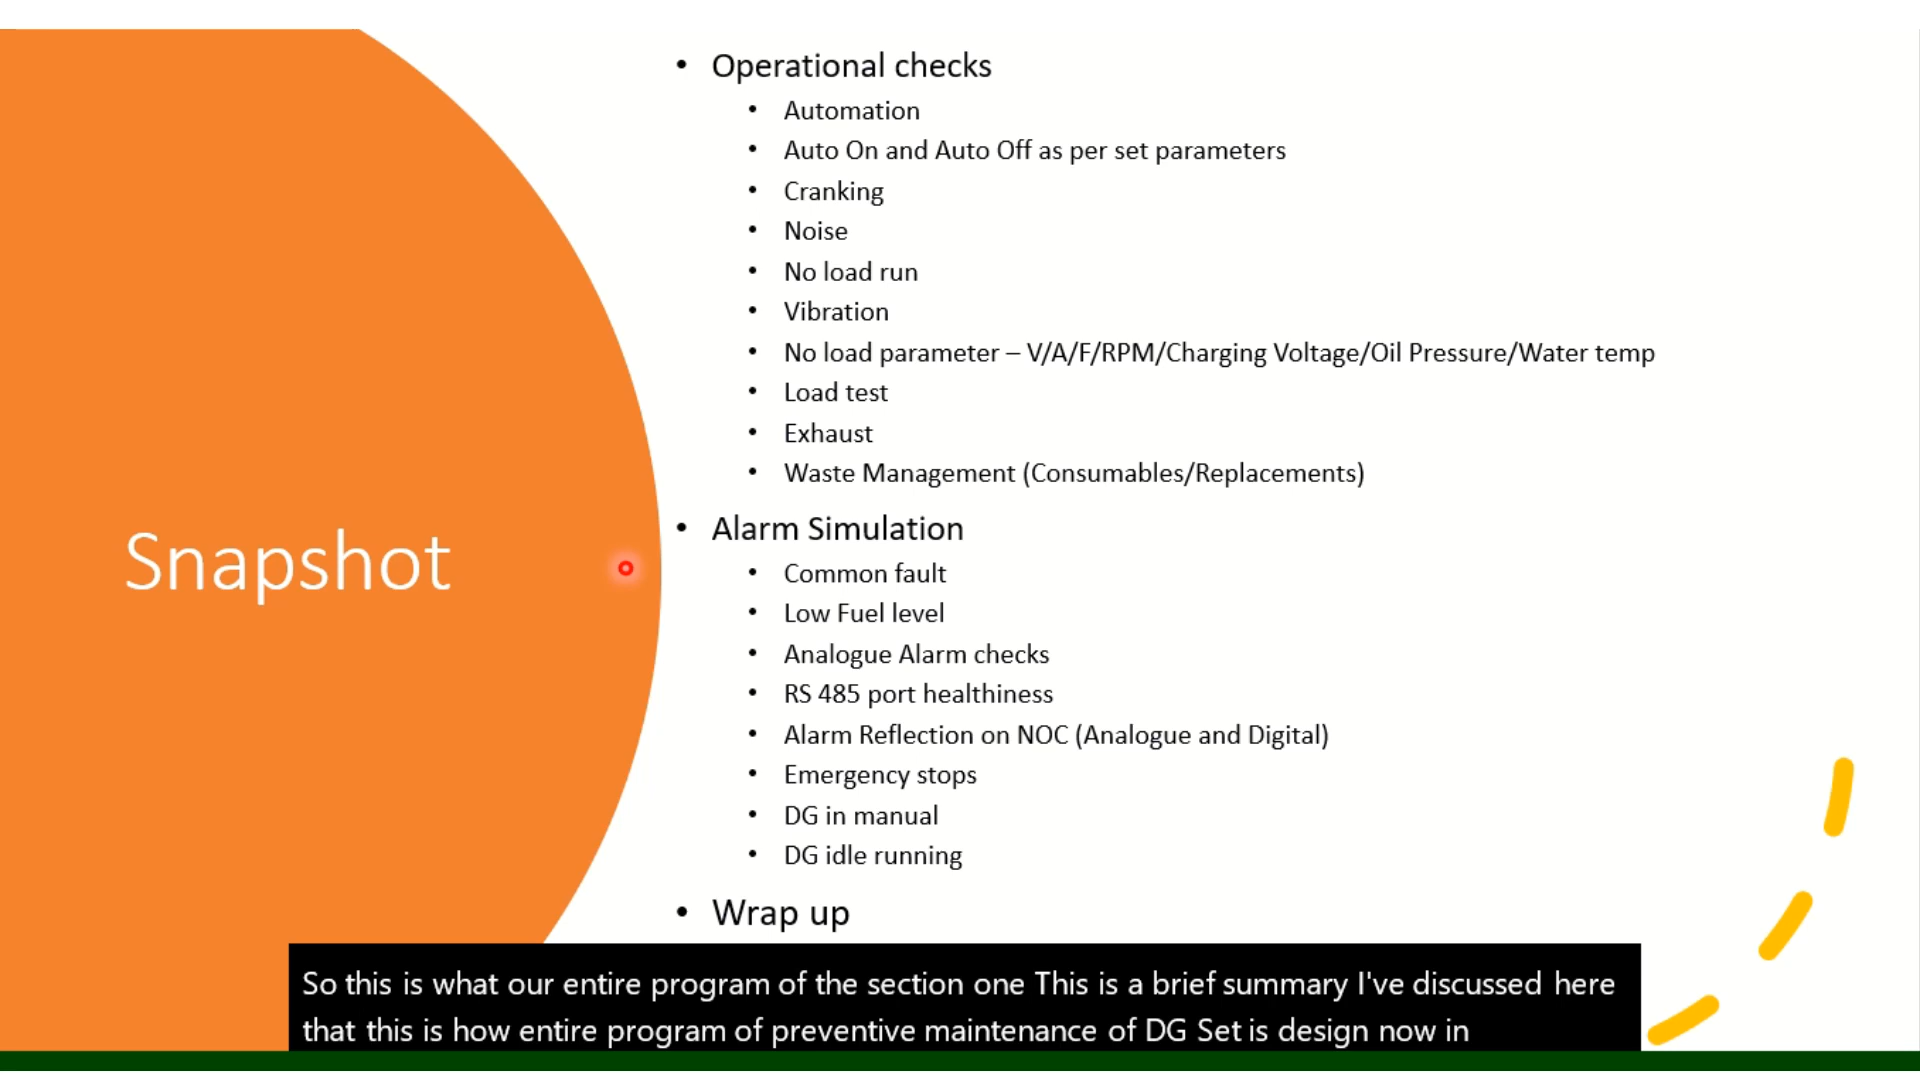 Snapshot
• Operational checks
• Automation
• Auto On and Auto Off as per set parameters
• Cranking
• Noise
• No load run
• Vibration
• No load parameter – V/A/F/RPM/Charging Voltage/Oil Pressure/Water temp
• Load test
• Exhaust
• Waste Management (Consumables/Replacements)
• Alarm Simulation
• Common fault
• Low Fuel level
• Analogue Alarm checks
• RS 485 port healthiness
• Alarm Reflection on NOC (Analogue and Digital)
• Emergency stops
• DG in manual
• DG idle running
• Wrap up
So this is what our entire program of the section one This is a brief summary I've discussed here
that this is how entire program of preventive maintenance of DG Set is design now in